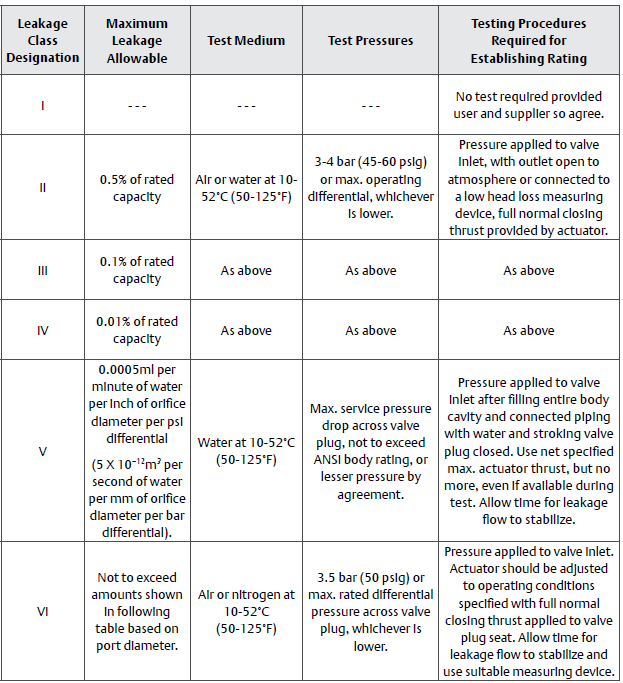 Leakage
Class
Designation
Maximum
Leakage
Allowable
Test Medium
Test Pressures
Testing Procedures
Required for
Establishing Rating
I
- - -
- - -
- - -
No test required provided
user and supplier so agree.
II
0.5% of rated
capacity
Air or water at 10-
52°C (50-125°F)
3-4 bar (45-60 psig)
or max. operating
differential, whichever
is lower.
Pressure applied to valve
inlet, with outlet open to
atmosphere or connected to
a low head loss measuring
device, full normal closing
thrust provided by actuator.
III
0.1% of rated
capacity
As above
As above
As above
IV
0.01% of rated
capacity
As above
As above
As above
V
0.0005ml per
minute of water
per inch of orifice
diameter per psi
differential
(5 X 10⁻¹²m³ per
second of water
per mm of orifice
diameter per bar
differential).
Water at 10-52°C
(50-125°F)
Max. service pressure
drop across valve
plug, not to exceed
ANSI body rating, or
lesser pressure by
agreement.
Pressure applied to valve
inlet after filling entire body
cavity and connected piping
with water and stroking valve
plug closed. Use net specified
max. actuator thrust, but no
more, even if available during
test. Allow time for leakage
flow to stabilize.
VI
Not to exceed
amounts shown
in following
table based on
port diameter.
Air or nitrogen at
10-52°C
(50-125°F)
3.5 bar (50 psig) or
max. rated differential
pressure across valve
plug, whichever is
lower.
Pressure applied to valve inlet.
Actuator should be adjusted
to operating conditions
specified with full normal
closing thrust applied to valve
plug seat. Allow time for
leakage flow to stabilize and
use suitable measuring device.